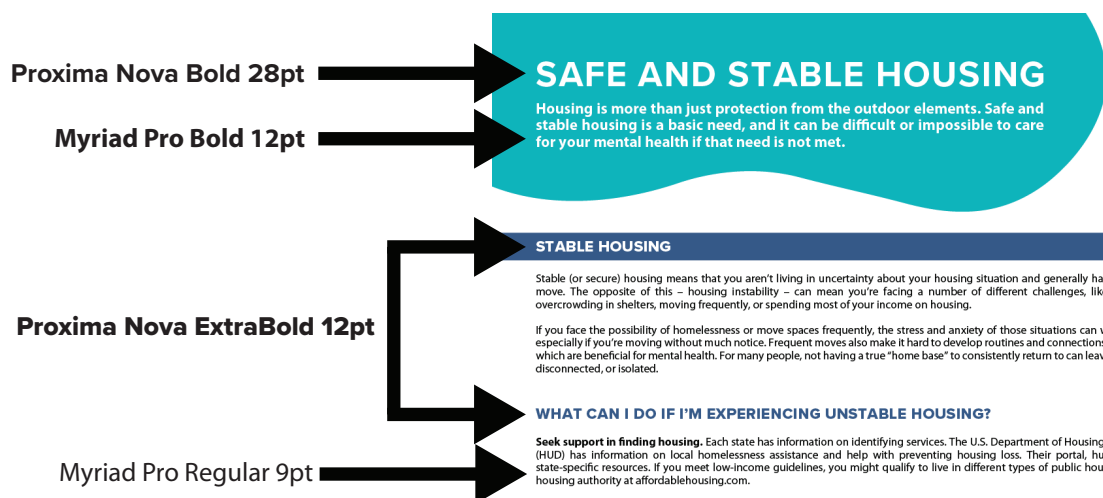 Proxima Nova Bold 28pt
SAFE AND STABLE HOUSING
Myriad Pro Bold 12pt
Housing is more than just protection from the outdoor elements. Safe and
stable housing is a basic need, and it can be difficult or impossible to care
for your mental health if that need is not met.
Proxima Nova ExtraBold 12pt
STABLE HOUSING
Stable (or secure) housing means that you aren’t living in uncertainty about your housing situation and generally
move. The opposite of this – housing instability – can mean you’re facing a number of different challenges,
overcrowding in shelters, moving frequently, or spending most of your income on housing.
If you face the possibility of homelessness or move spaces frequently, the stress and anxiety of those situations can
especially if you’re moving without much notice. Frequent moves also make it hard to develop routines and connections
which are beneficial for mental health. For many people, not having a true “home base” to consistently return to can
disconnected, or isolated.
WHAT CAN I DO IF I’M EXPERIENCING UNSTABLE HOUSING?
Myriad Pro Regular 9pt
Seek support in finding housing. Each state has information on identifying services. The U.S. Department of Housing
(HUD) has information on local homelessness assistance and help with preventing housing loss. Their portal,
state-specific resources. If you meet low-income guidelines, you might qualify to live in different types of public
housing authority at affordablehousing.com.